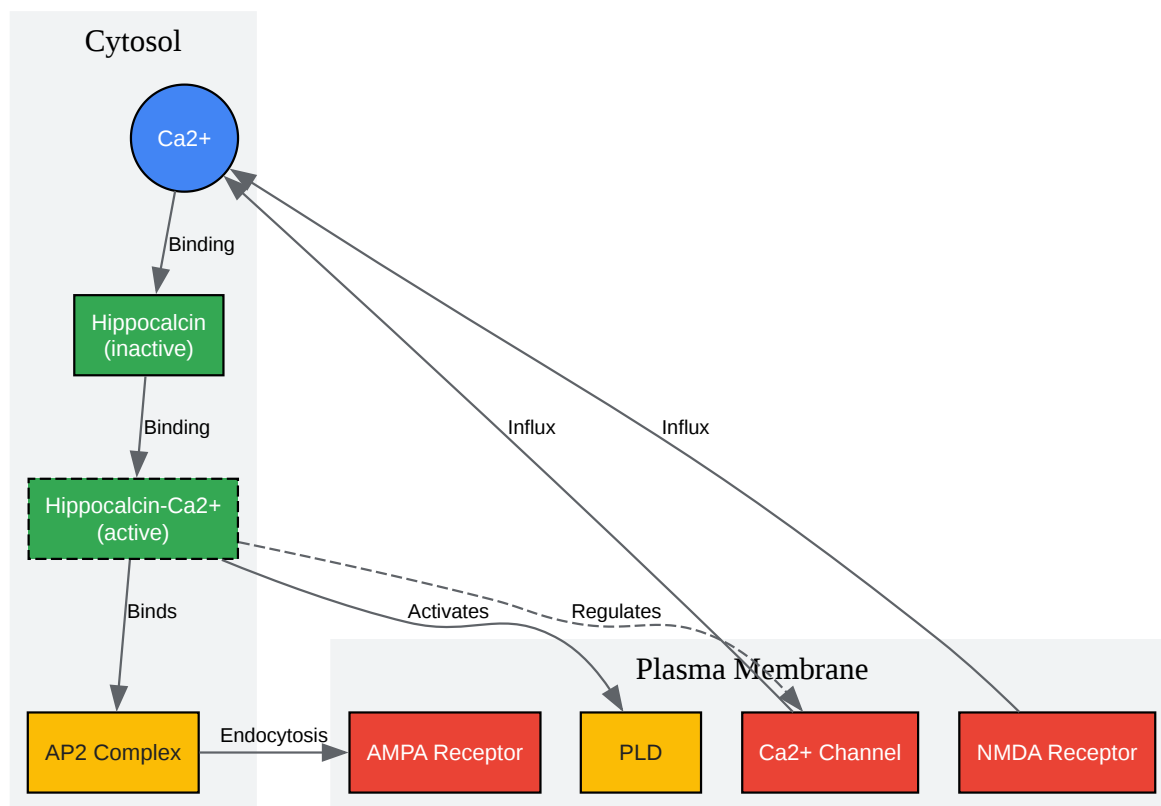 Cytosol
Ca2+
Binding
Hippocalcin
(inactive)
Binding
Influx
Influx
Hippocalcin-Ca2+
(active)
Binds
Activates
Regulates
Plasma Membrane
AP2 Complex
Endocytosis
AMPA Receptor
PLD
Ca2+ Channel
NMDA Receptor